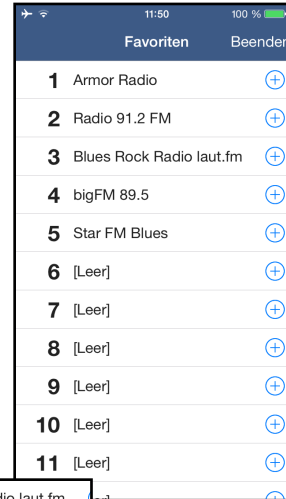 11:50 100 %
Favoriten Beenden
1 Armor Radio
2 Radio 91.2 FM
3 Blues Rock Radio laut.fm
4 bigFM 89.5
5 Star FM Blues
6 [Leer]
7 [Leer]
8 [Leer]
9 [Leer]
10 [Leer]
11 [Leer]
dio laut.fm